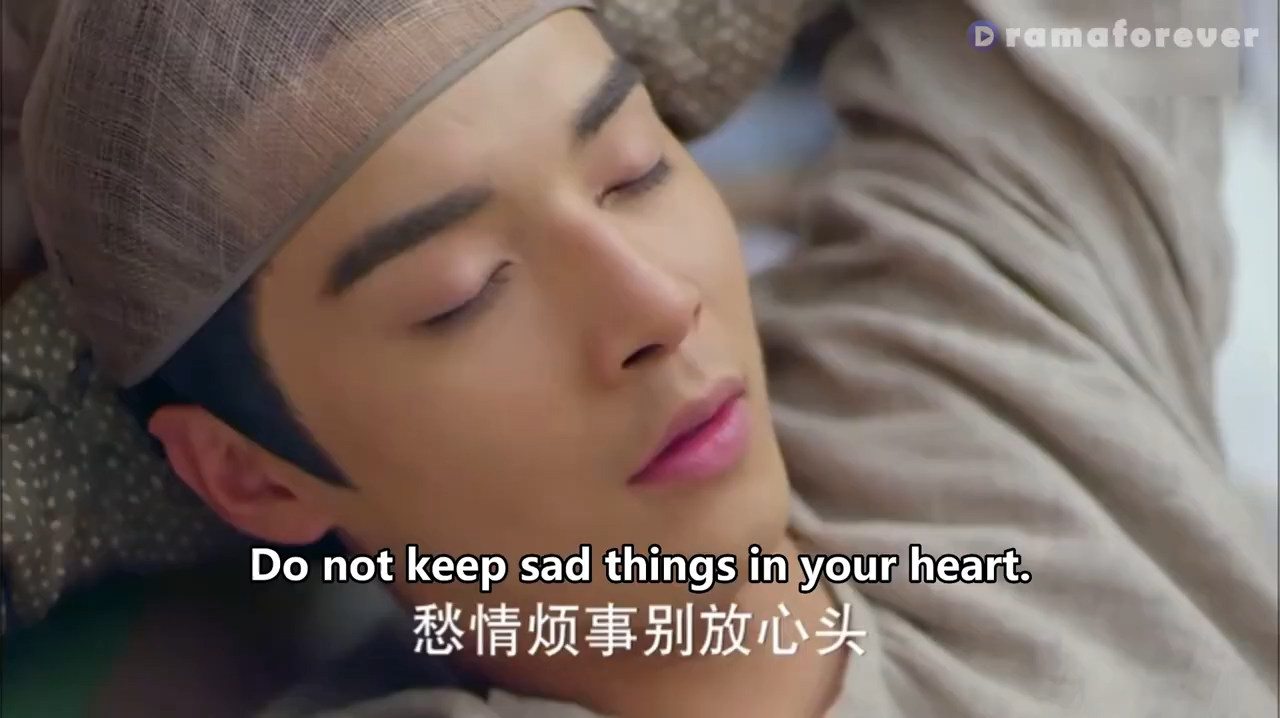 Dramaforever
Do not keep sad things in your heart.
愁情烦事别放心头